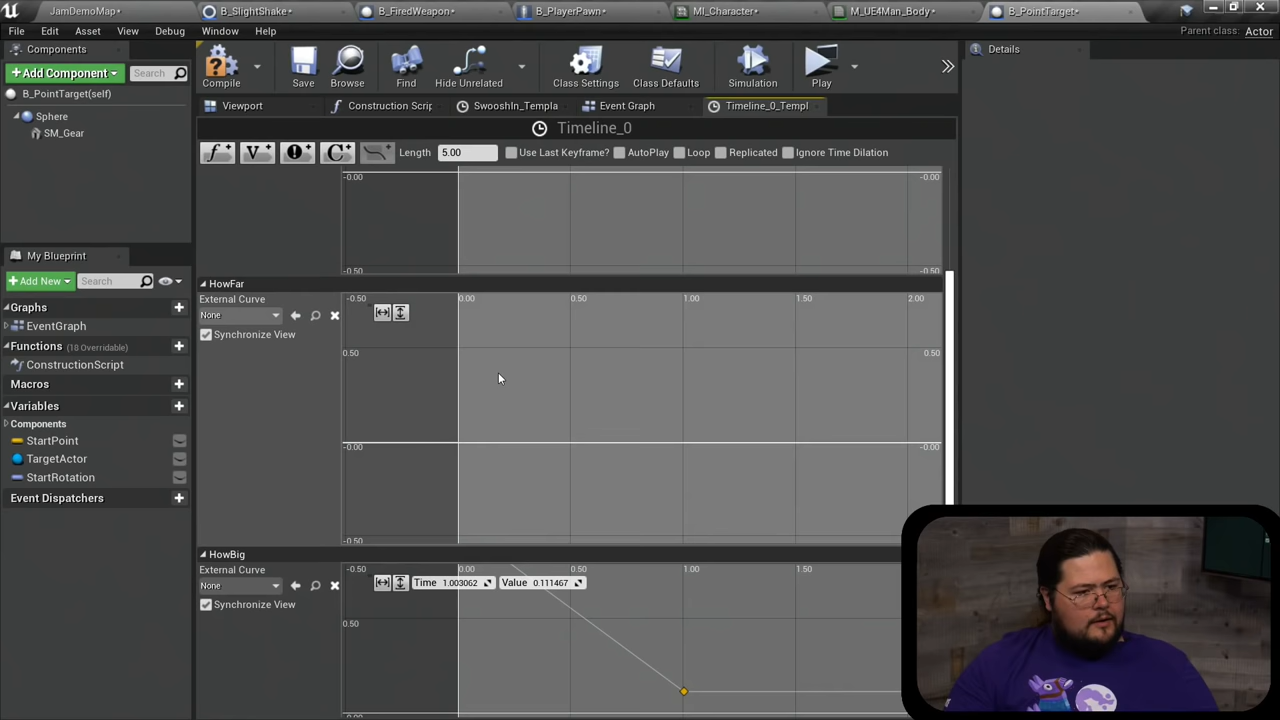 JamDemoMap*
B_SlightShake*
B_FiredWeapon*
B_PlayerPawn*
MI_Character*
M_UE4Man_Body*
B_PointTarget*
File Edit Asset View Debug Window Help
Parent class: Actor
Components
+Add Component
Search
B_PointTarget(self)
Sphere
SM_Gear
Compile
Save
Browse
Find
Hide Unrelated
Class Settings
Class Defaults
Simulation
Play
Details
Viewport
Construction Scrip
SwooshIn_Templa
Event Graph
Timeline_0_Templ
Timeline_0
Length 5.00 Use Last Keyframe? AutoPlay Loop Replicated Ignore Time Dilation
-0.00 -0.00
-0.50 -0.50
My Blueprint
+Add New
Search
Graphs
EventGraph
Functions (18 Overridable)
ConstructionScript
Macros
Variables
Components
StartPoint
TargetActor
StartRotation
Event Dispatchers
HowFar
External Curve
None
Synchronize View
-0.50 0.00 0.50 1.00 1.50 2.00
0.50 0.50
-0.00 -0.00
-0.50 -0.50
HowBig
External Curve
None
Synchronize View
-0.50 0.00 0.50 1.00 1.50
Time 1.003062 Value 0.111467
0.50